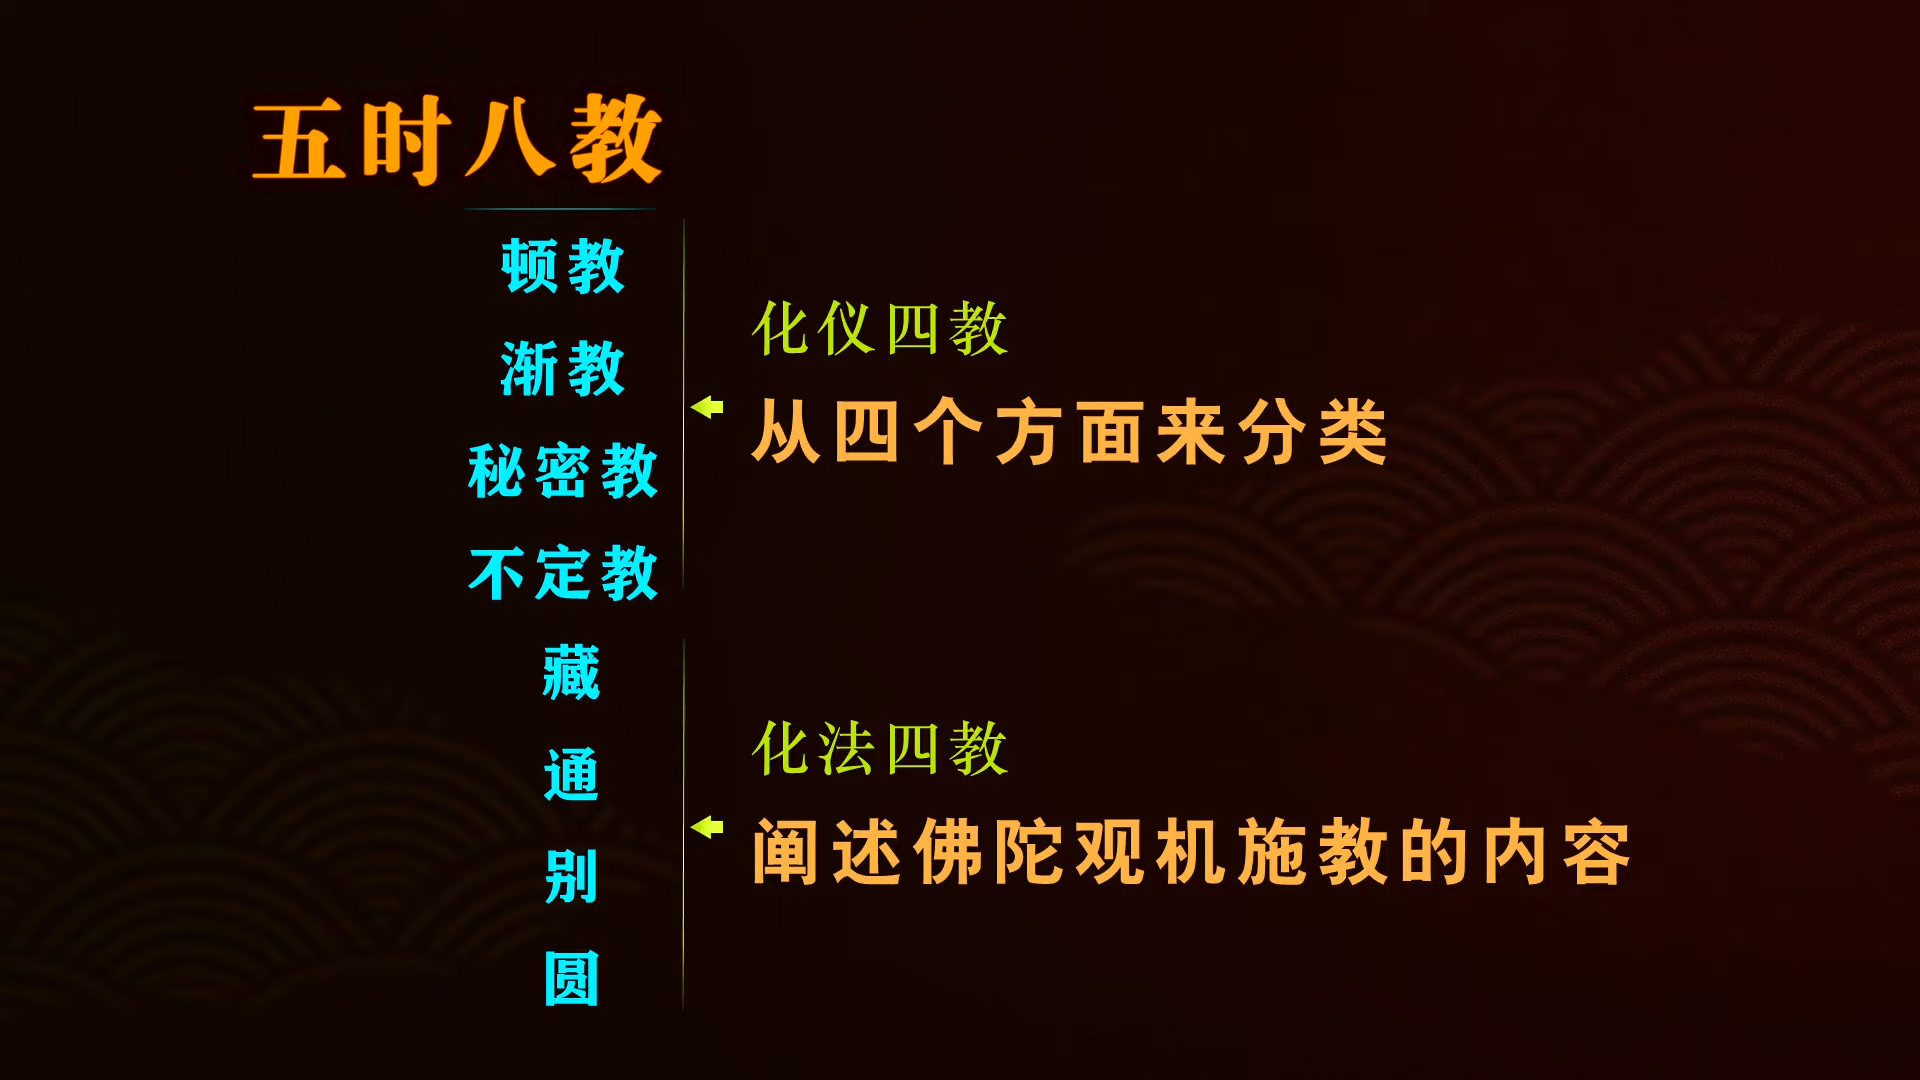 五时八教
顿教
渐教
秘密教
不定教
化仪四教
从四个方面来分类
藏
通
别
圆
化法四教
阐述佛陀观机施教的内容